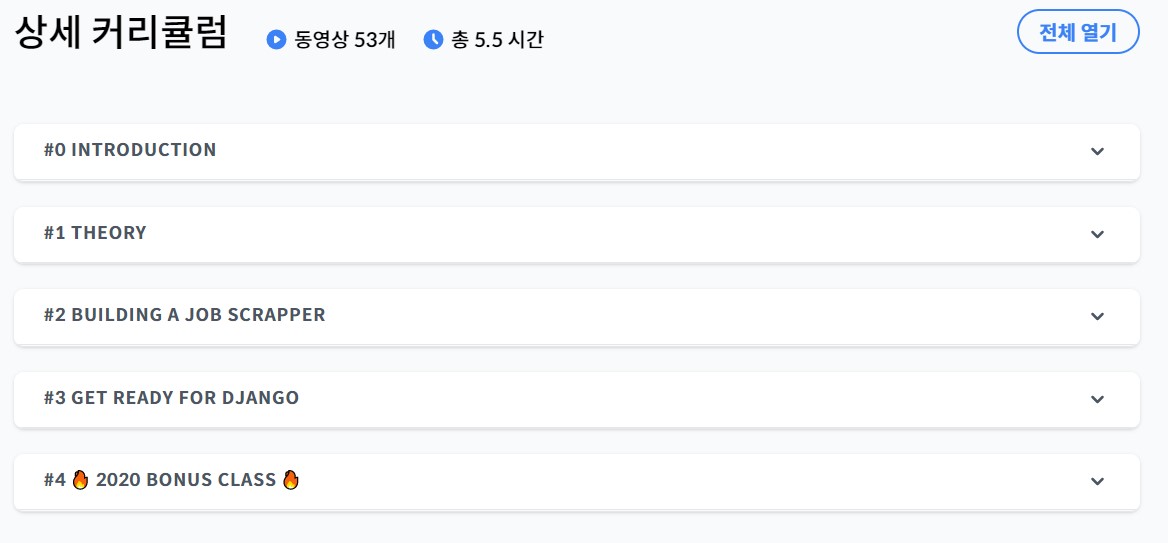 상세 커리큘럼 동영상 53개 총 5.5 시간 전체 열기
#0 INTRODUCTION
#1 THEORY
#2 BUILDING A JOB SCRAPPER
#3 GET READY FOR DJANGO
#4 🔥 2020 BONUS CLASS 🔥